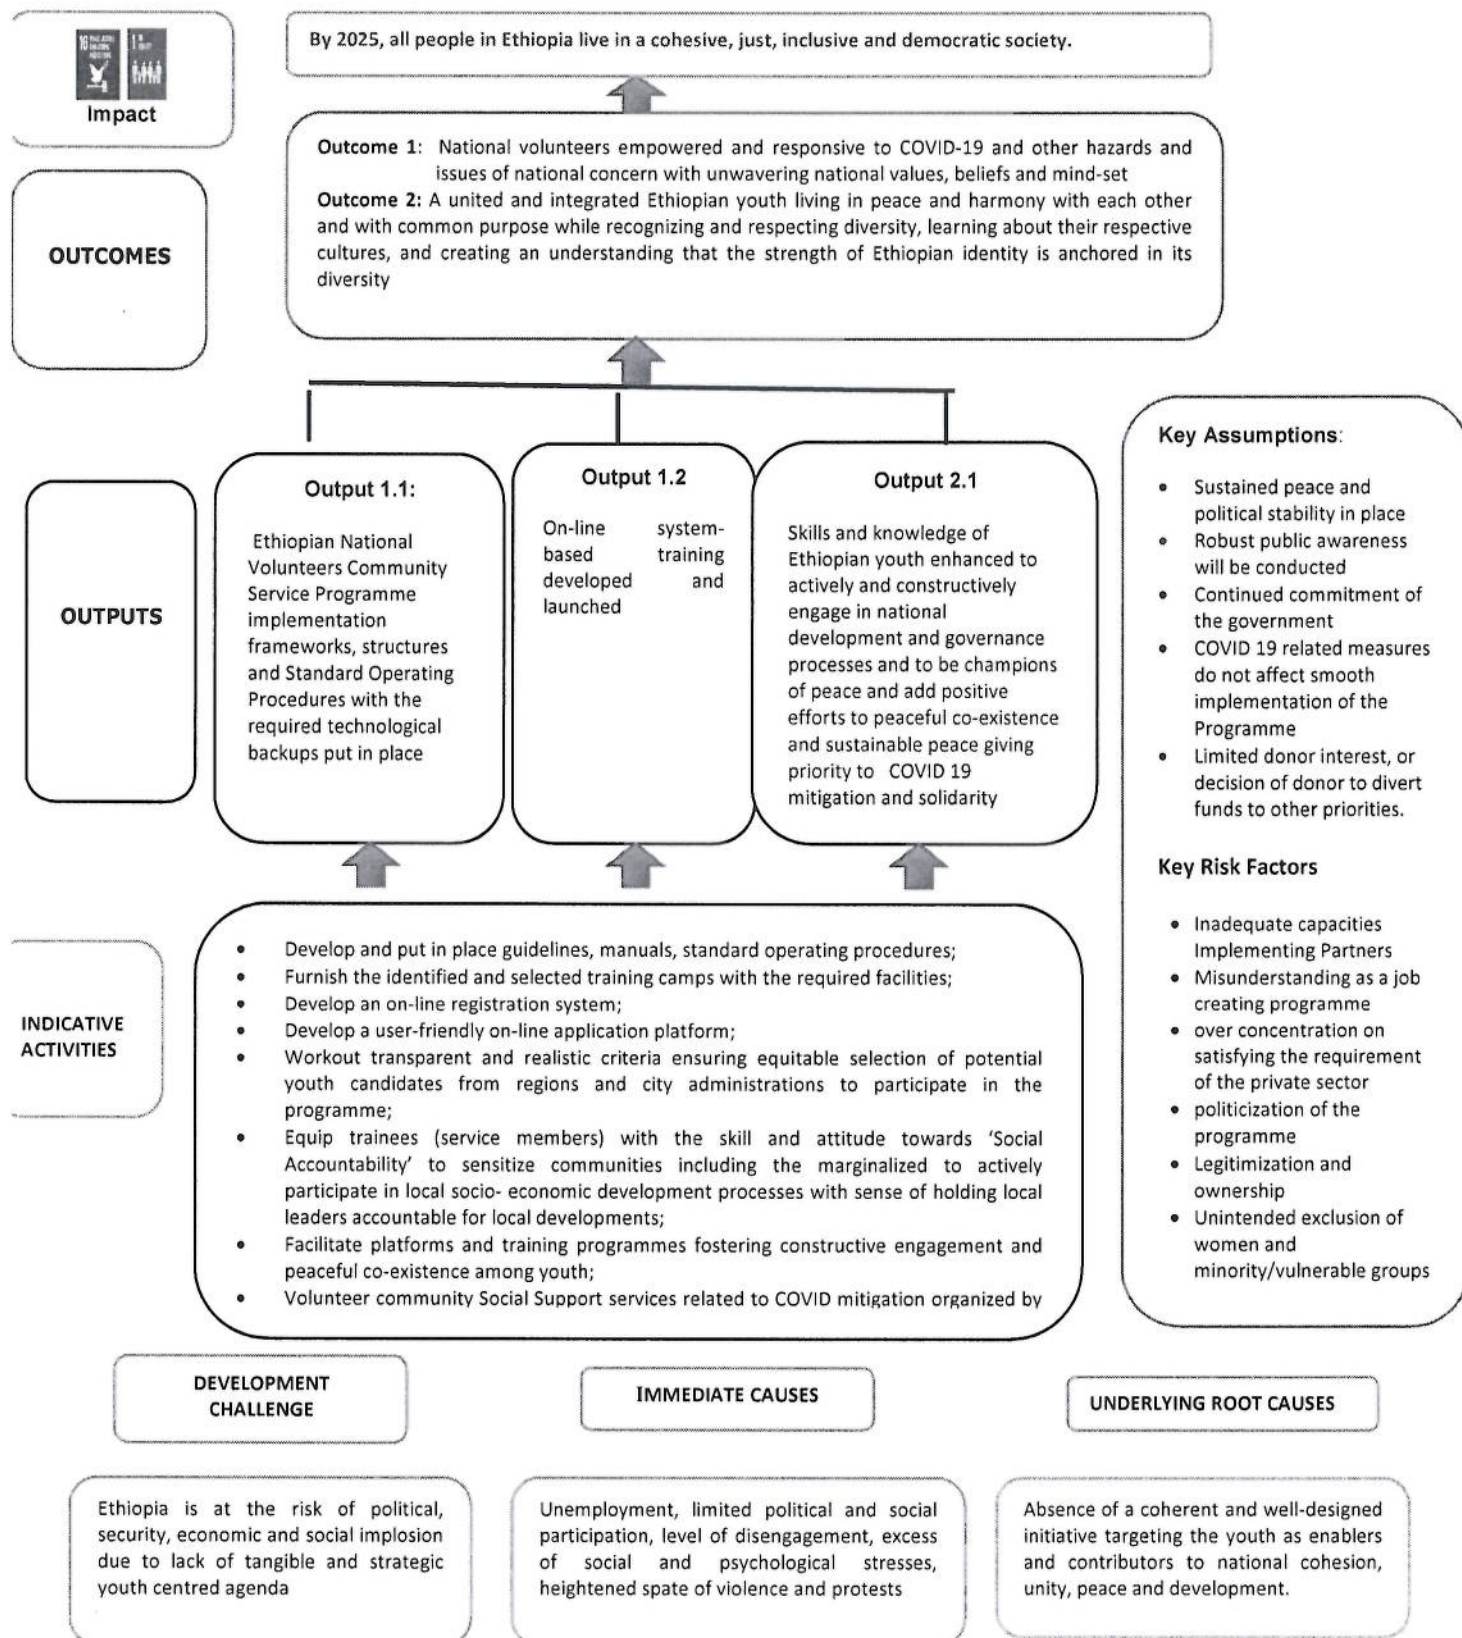 Impact
By 2025, all people in Ethiopia live in a cohesive, just, inclusive and democratic society.
OUTCOMES
Outcome 1: National volunteers empowered and responsive to COVID-19 and other hazards and
issues of national concern with unwavering national values, beliefs and mind-set
Outcome 2: A united and integrated Ethiopian youth living in peace and harmony with each other
and with common purpose while recognizing and respecting diversity, learning about their respective
cultures, and creating an understanding that the strength of Ethiopian identity is anchored in its
diversity
OUTPUTS
Output 1.1:
Ethiopian National
Volunteers Community
Service Programme
implementation
frameworks, structures
and Standard Operating
Procedures with the
required technological
backups put in place
Output 1.2
On-line system-
based training
developed and
launched
Output 2.1
Skills and knowledge of
Ethiopian youth enhanced to
actively and constructively
engage in national
development and governance
processes and to be champions
of peace and add positive
efforts to peaceful co-existence
and sustainable peace giving
priority to COVID 19
mitigation and solidarity
Key Assumptions:
• Sustained peace and
political stability in place
• Robust public awareness
will be conducted
• Continued commitment of
the government
• COVID 19 related measures
do not affect smooth
implementation of the
Programme
• Limited donor interest, or
decision of donor to divert
funds to other priorities.
Key Risk Factors
• Inadequate capacities
Implementing Partners
• Misunderstanding as a job
creating programme
• over concentration on
satisfying the requirement
of the private sector
• politicization of the
programme
• Legitimization and
ownership
• Unintended exclusion of
women and
minority/vulnerable groups
INDICATIVE
ACTIVITIES
• Develop and put in place guidelines, manuals, standard operating procedures;
• Furnish the identified and selected training camps with the required facilities;
• Develop an on-line registration system;
• Develop a user-friendly on-line application platform;
• Workout transparent and realistic criteria ensuring equitable selection of potential
youth candidates from regions and city administrations to participate in the
programme;
• Equip trainees (service members) with the skill and attitude towards ‘Social
Accountability’ to sensitize communities including the marginalized to actively
participate in local socio- economic development processes with sense of holding local
leaders accountable for local developments;
• Facilitate platforms and training programmes fostering constructive engagement and
peaceful co-existence among youth;
• Volunteer community Social Support services related to COVID mitigation organized by
DEVELOPMENT
CHALLENGE
Ethiopia is at the risk of political,
security, economic and social implosion
due to lack of tangible and strategic
youth centred agenda
IMMEDIATE CAUSES
Unemployment, limited political and social
participation, level of disengagement, excess
of social and psychological stresses,
heightened spate of violence and protests
UNDERLYING ROOT CAUSES
Absence of a coherent and well-designed
initiative targeting the youth as enablers
and contributors to national cohesion,
unity, peace and development.